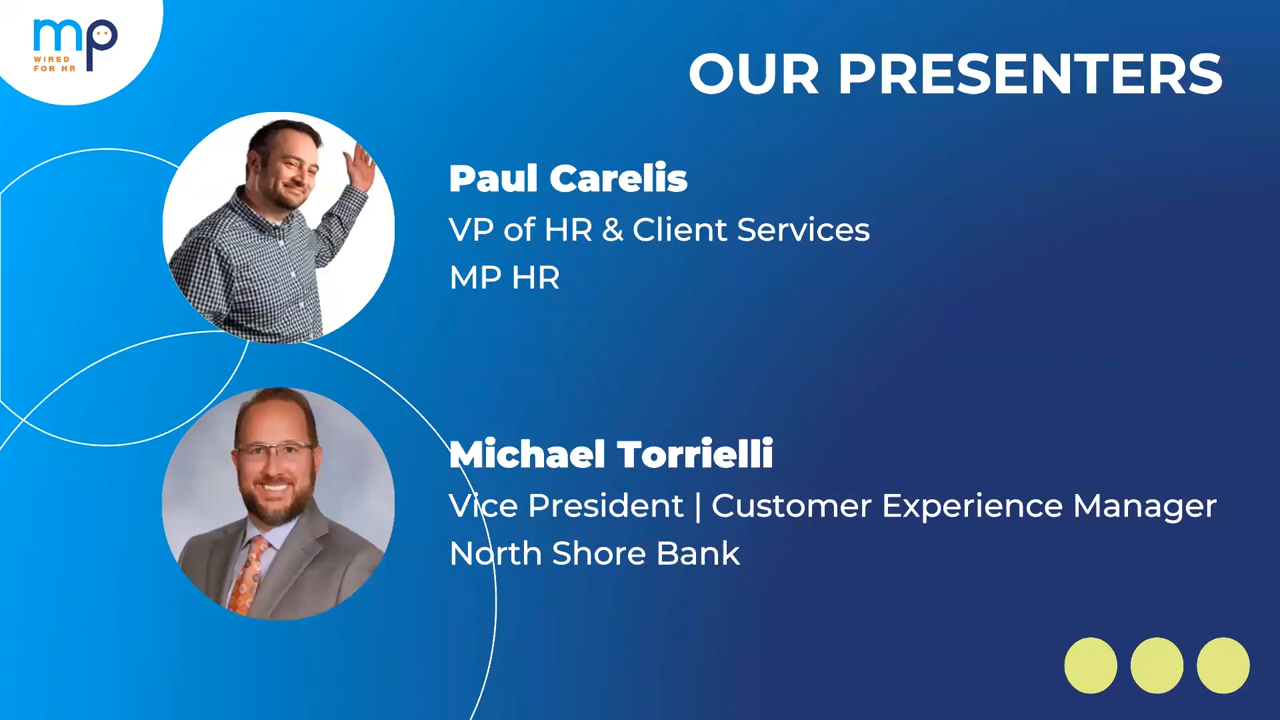 mp
WIRED
FOR HR
OUR PRESENTERS
Paul Carelis
VP of HR & Client Services
MP HR
Michael Torrielli
Vice President | Customer Experience Manager
North Shore Bank